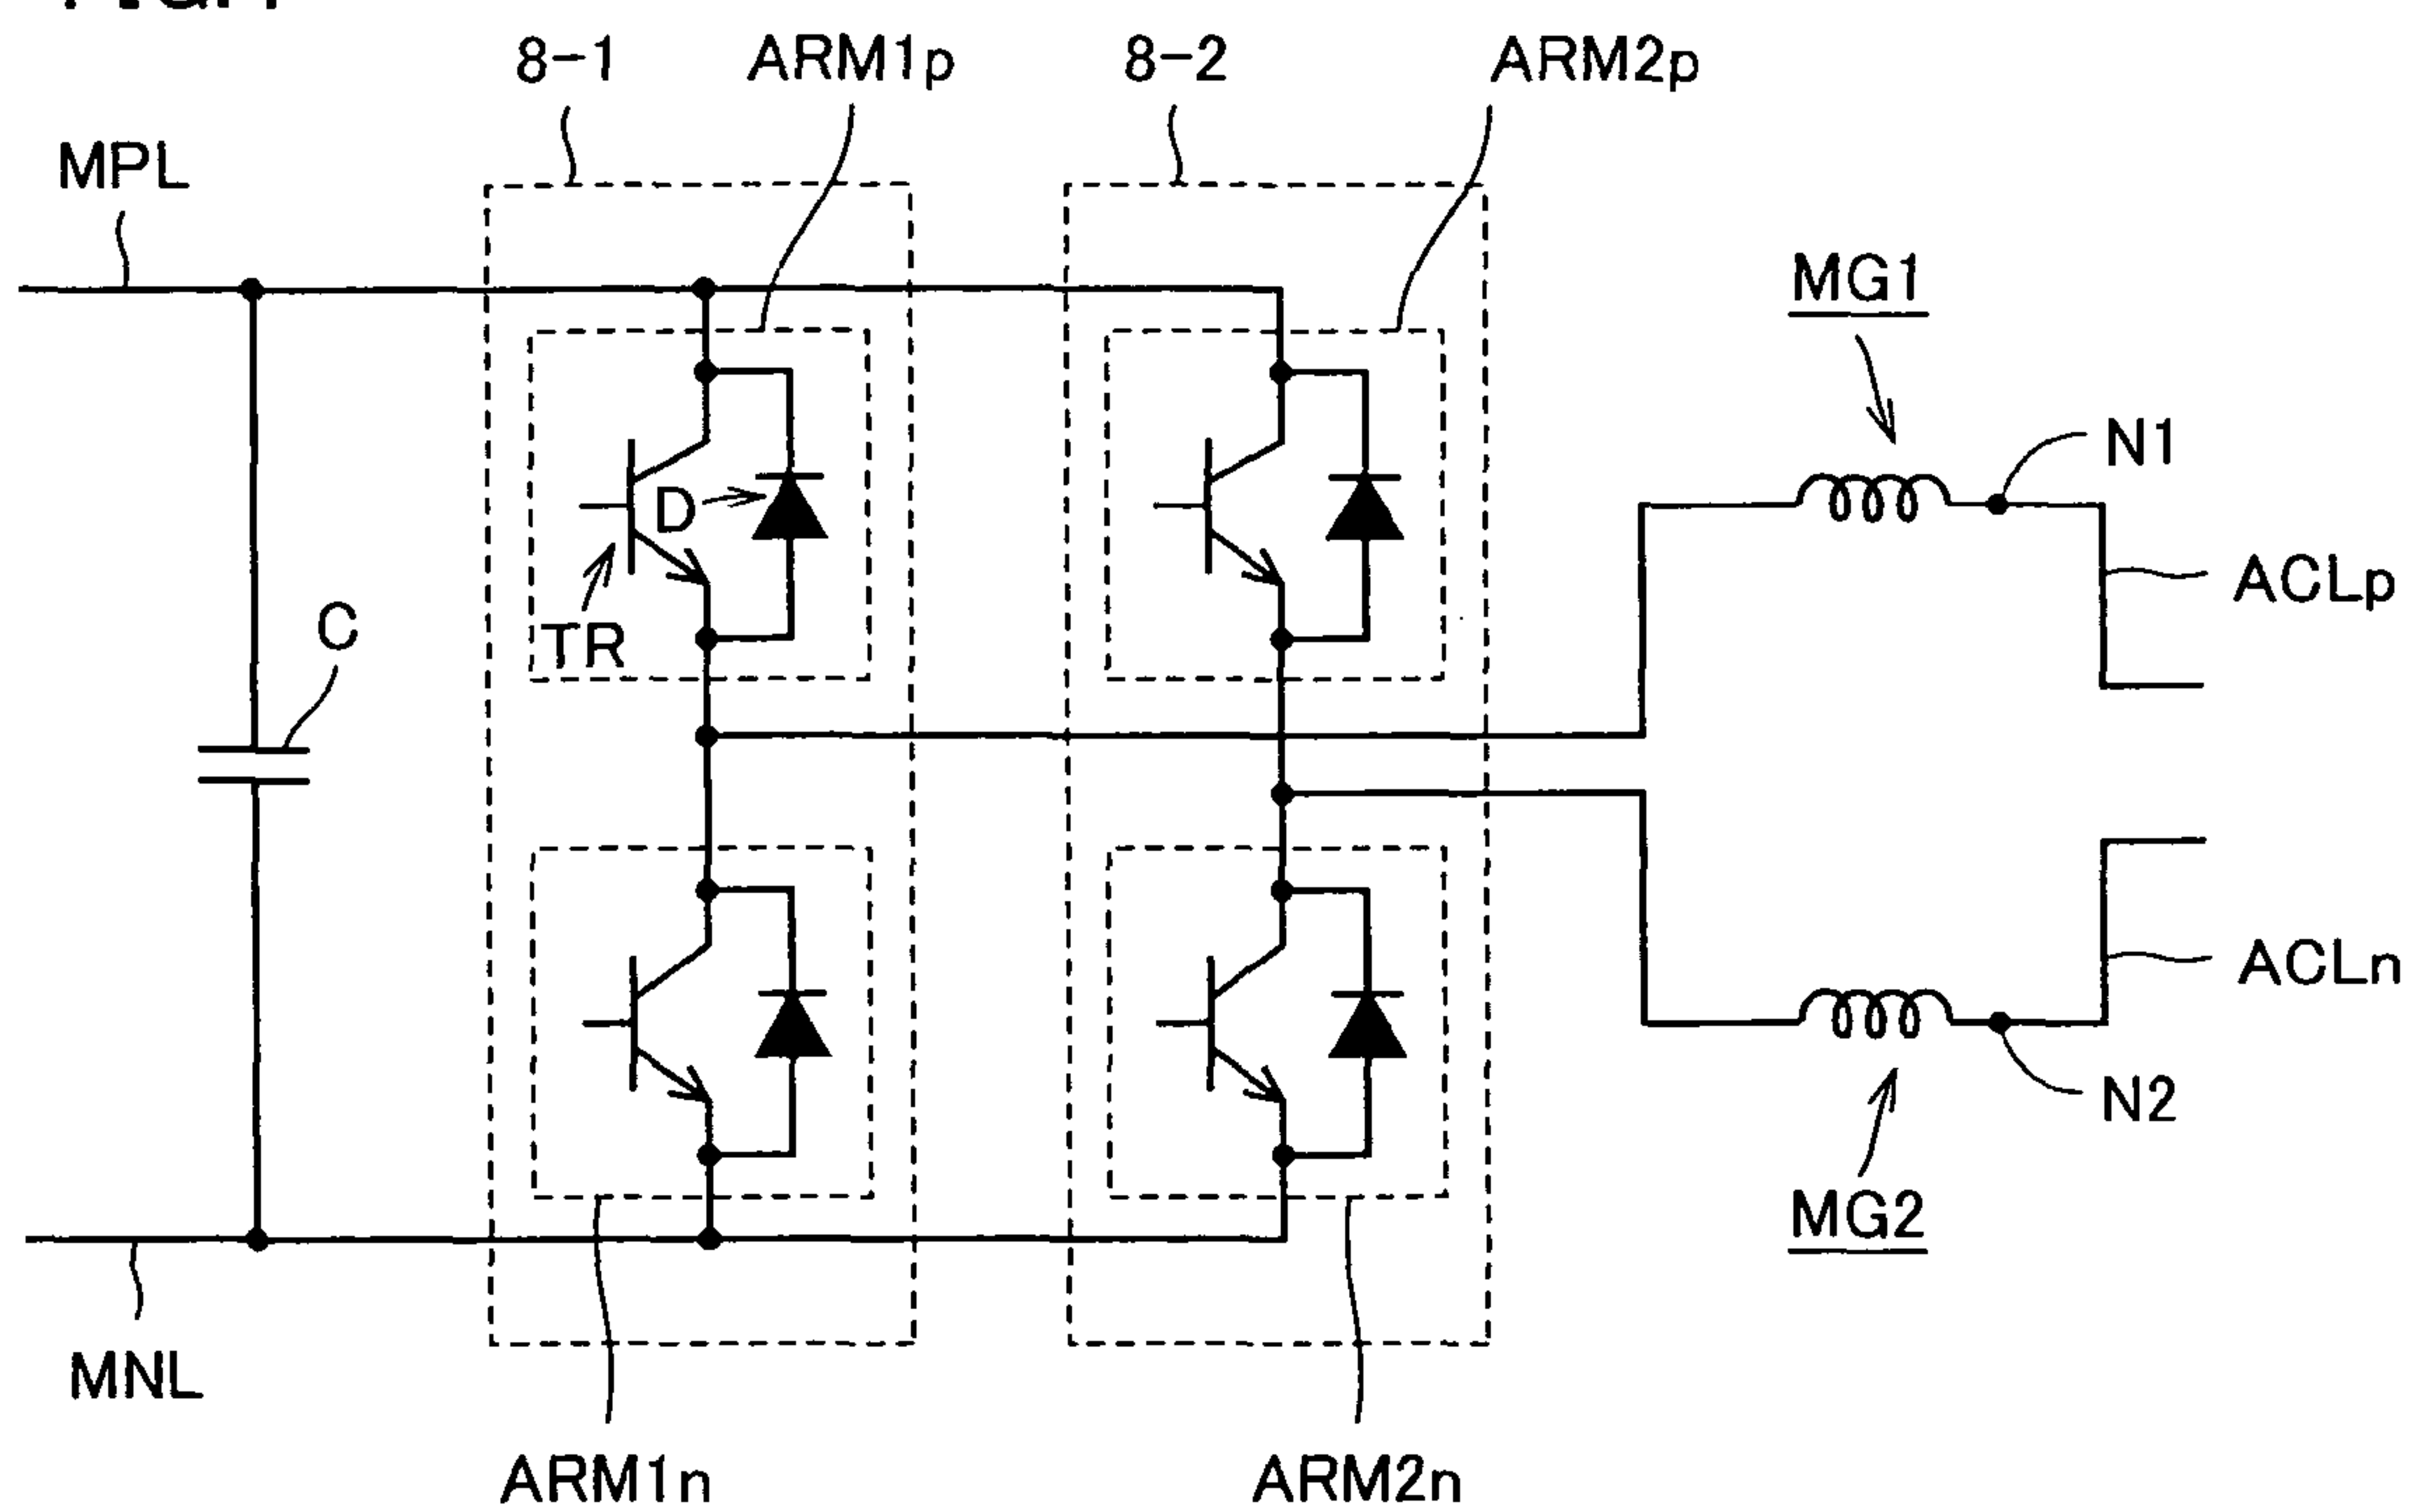 8-1
ARM1p
8-2
ARM2p
MPL
MG1
N1
D
ACLp
C
TR
ACLn
N2
MG2
MNL
ARM1n
ARM2n